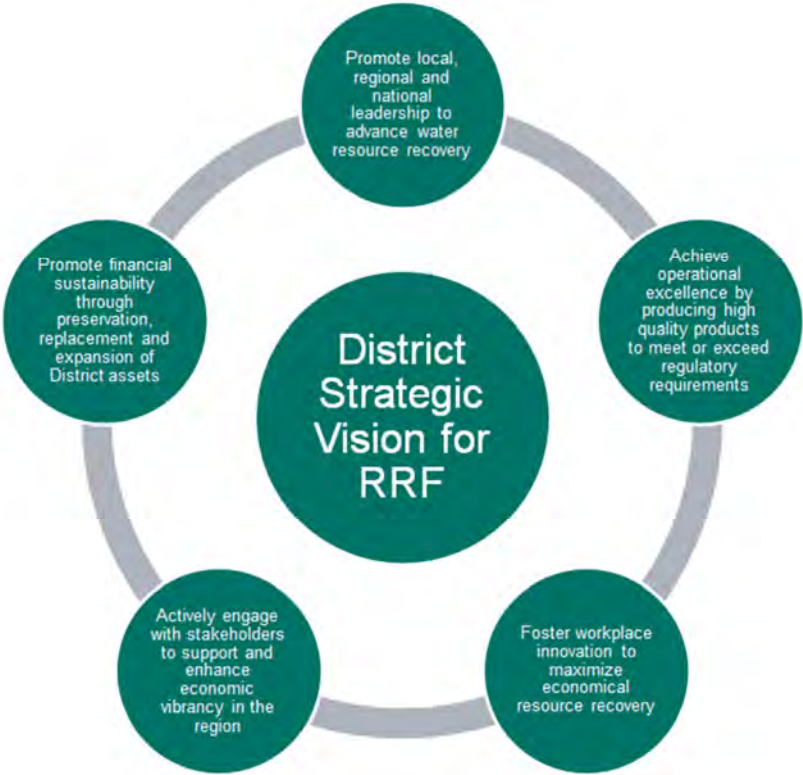 Promote local,
regional and
national
leadership to
advance water
resource recovery
Achieve
operational
excellence by
producing high
quality products
to meet or exceed
regulatory
requirements
Foster workplace
innovation to
maximize
economical
resource recovery
Actively engage
with stakeholders
to support and
enhance
economic
vibrancy in the
region
Promote financial
sustainability
through
preservation,
replacement and
expansion of
District assets
District
Strategic
Vision for
RRF